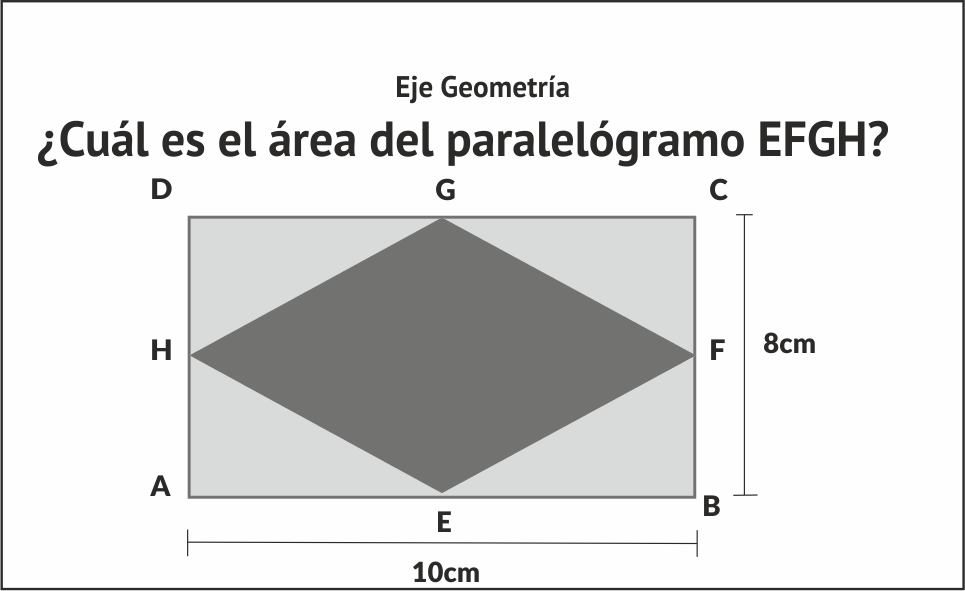 Eje Geometría
¿Cuál es el área del paralelógramo EFGH?
D G C
H F 8cm
A B
E
10cm